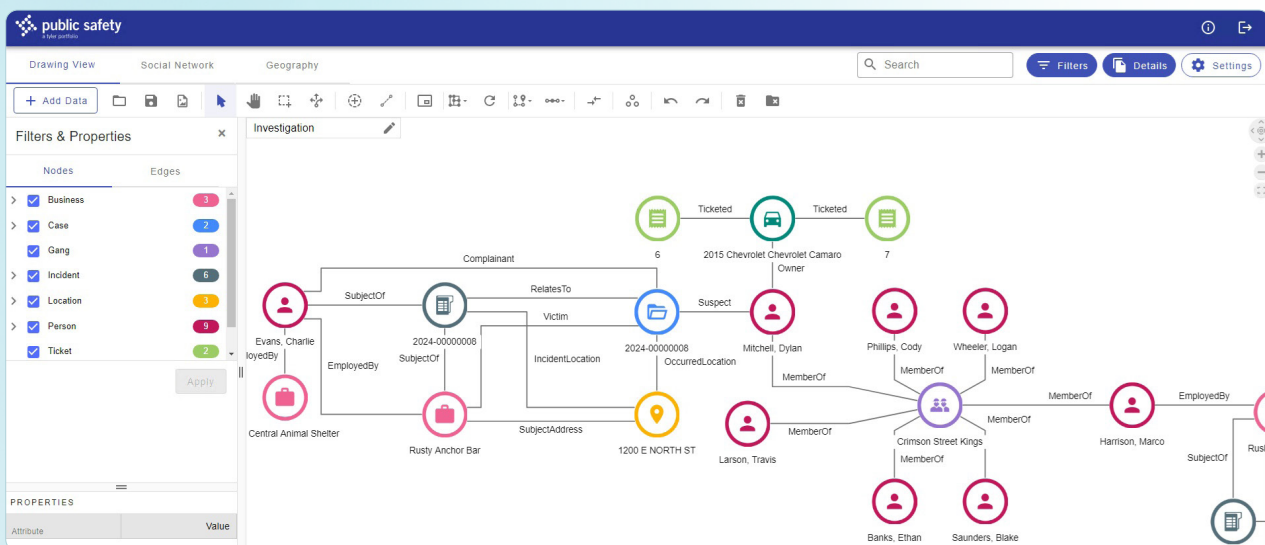 public safety
a tyler portfolio
Drawing View
Social Network
Geography
Search
Filters
Details
Settings
+ Add Data
Filters & Properties
×
Investigation
Nodes
Edges
Business 3
Case 2
Gang 1
Incident 6
Location 3
Person 9
Ticket 2
Apply
PROPERTIES
Attribute
Value
Ticketed
Ticketed
6
2015 Chevrolet Chevrolet Camaro
7
Owner
Complainant
SubjectOf
RelatesTo
Suspect
Victim
Evans, Charlie
2024-00000008
2024-00000008
Mitchell, Dylan
Phillips, Cody
Wheeler, Logan
loyedBy
EmployedBy
SubjectOf
IncidentLocation
OccurredLocation
MemberOf
MemberOf
MemberOf
MemberOf
EmployedBy
Central Animal Shelter
Rusty Anchor Bar
SubjectAddress
1200 E NORTH ST
MemberOf
MemberOf
Crimson Street Kings
Harrison, Marco
Larson, Travis
MemberOf
SubjectOf
Banks, Ethan
Saunders, Blake